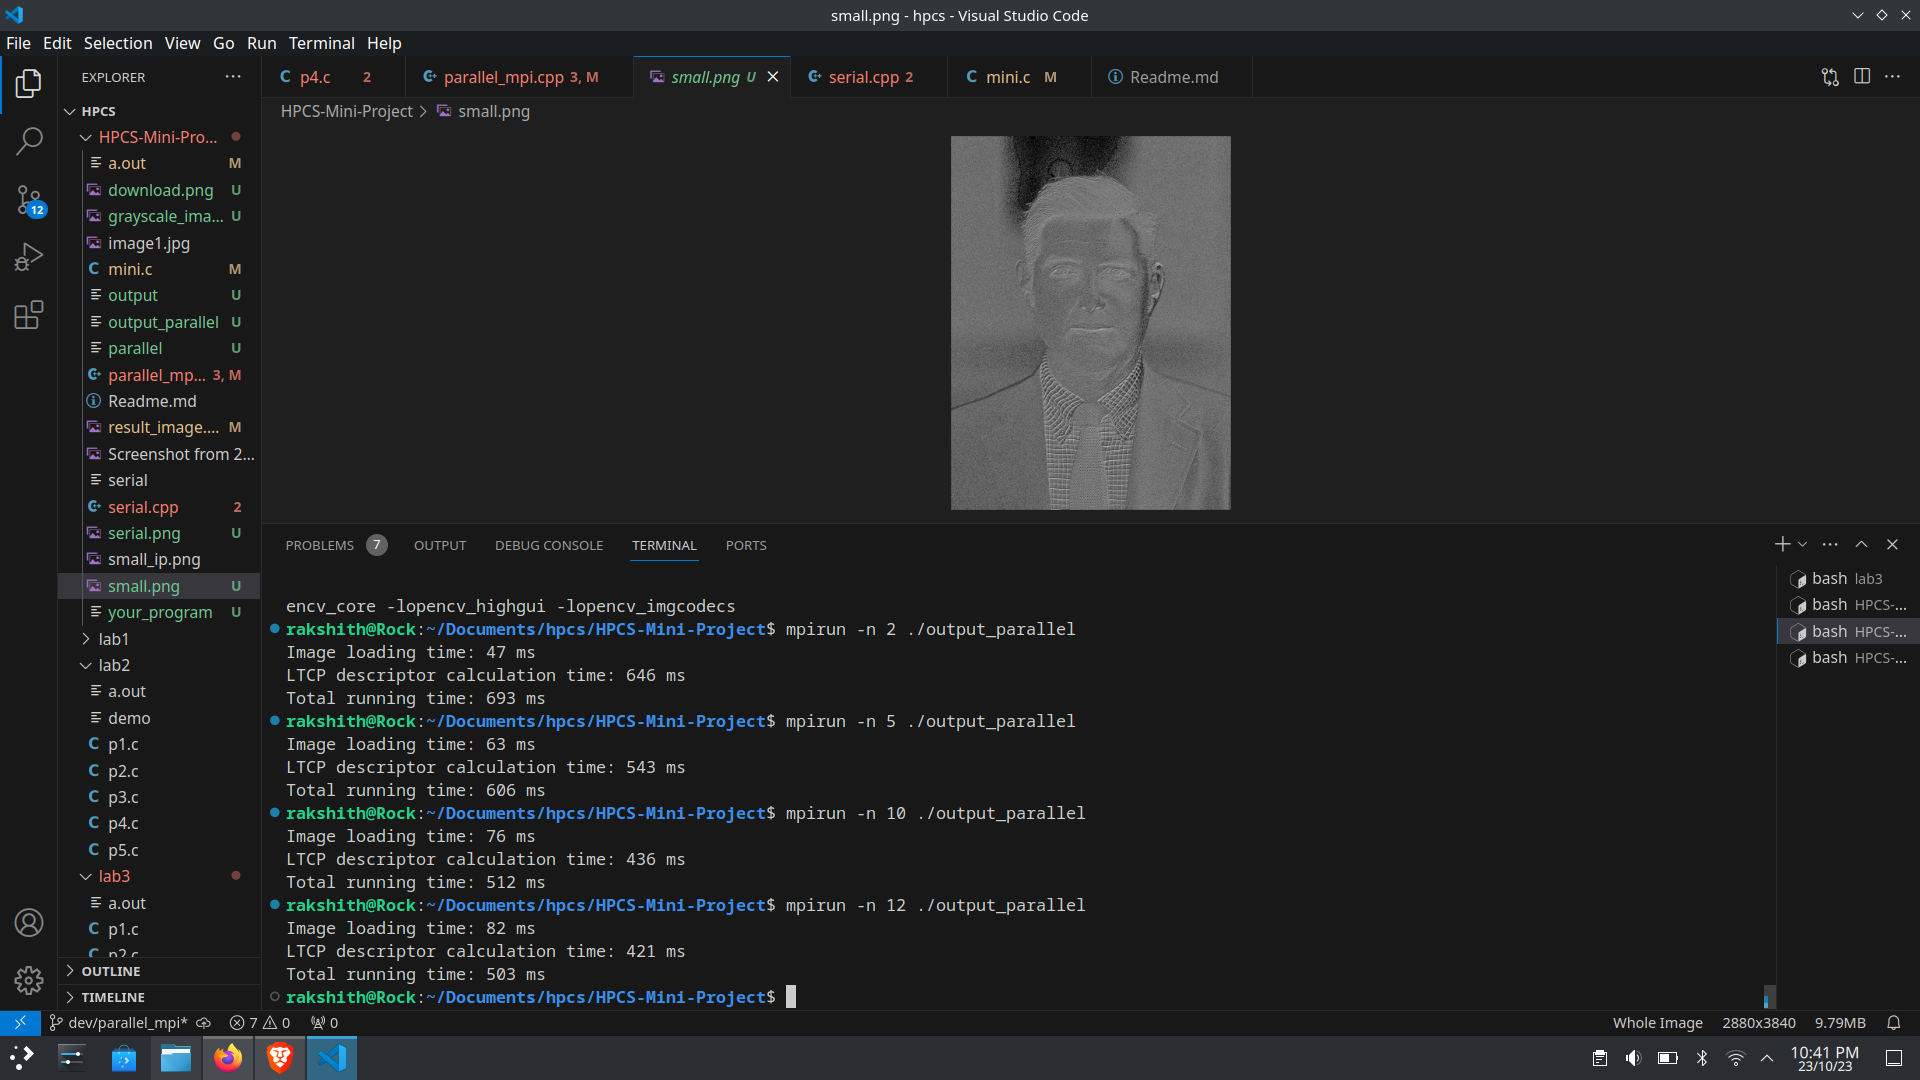 small.png - hpcs - Visual Studio Code
File Edit Selection View Go Run Terminal Help
EXPLORER
p4.c 2
parallel_mpi.cpp 3, M
small.png U
serial.cpp 2
mini.c M
Readme.md
HPCS-Mini-Project > small.png
HPCS
HPCS-Mini-Pro...
a.out M
download.png U
grayscale_ima... U
image1.jpg
mini.c M
output U
output_parallel U
parallel U
parallel_mp... 3, M
Readme.md
result_image.... M
Screenshot from 2...
serial
serial.cpp 2
serial.png U
small_ip.png
small.png U
your_program U
lab1
lab2
a.out
demo
p1.c
p2.c
p3.c
p4.c
p5.c
lab3
a.out
p1.c
p2.c
OUTLINE
TIMELINE
12
PROBLEMS 7 OUTPUT DEBUG CONSOLE TERMINAL PORTS
encv_core -lopencv_highgui -lopencv_imgcodecs
rakshith@Rock:~/Documents/hpcs/HPCS-Mini-Project$ mpirun -n 2 ./output_parallel
Image loading time: 47 ms
LTCP descriptor calculation time: 646 ms
Total running time: 693 ms
rakshith@Rock:~/Documents/hpcs/HPCS-Mini-Project$ mpirun -n 5 ./output_parallel
Image loading time: 63 ms
LTCP descriptor calculation time: 543 ms
Total running time: 606 ms
rakshith@Rock:~/Documents/hpcs/HPCS-Mini-Project$ mpirun -n 10 ./output_parallel
Image loading time: 76 ms
LTCP descriptor calculation time: 436 ms
Total running time: 512 ms
rakshith@Rock:~/Documents/hpcs/HPCS-Mini-Project$ mpirun -n 12 ./output_parallel
Image loading time: 82 ms
LTCP descriptor calculation time: 421 ms
Total running time: 503 ms
rakshith@Rock:~/Documents/hpcs/HPCS-Mini-Project$
bash lab3
bash HPCS-...
bash HPCS-...
bash HPCS-...
dev/parallel_mpi* 7 0 0
Whole Image 2880x3840 9.79MB
10:41 PM
23/10/23